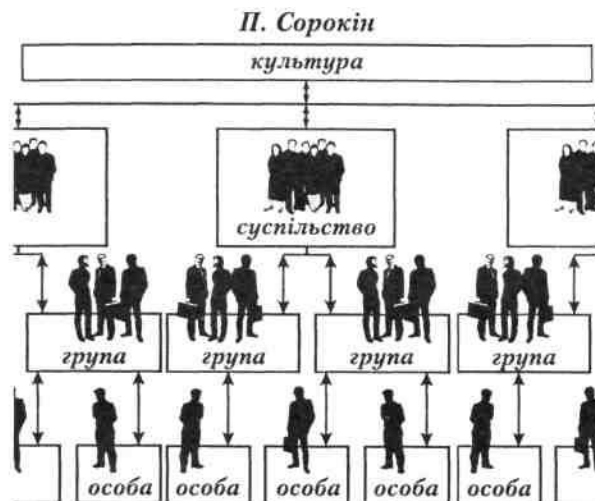 П. Сорокін
культура
суспільство
група група група група
особа особа особа особа особа